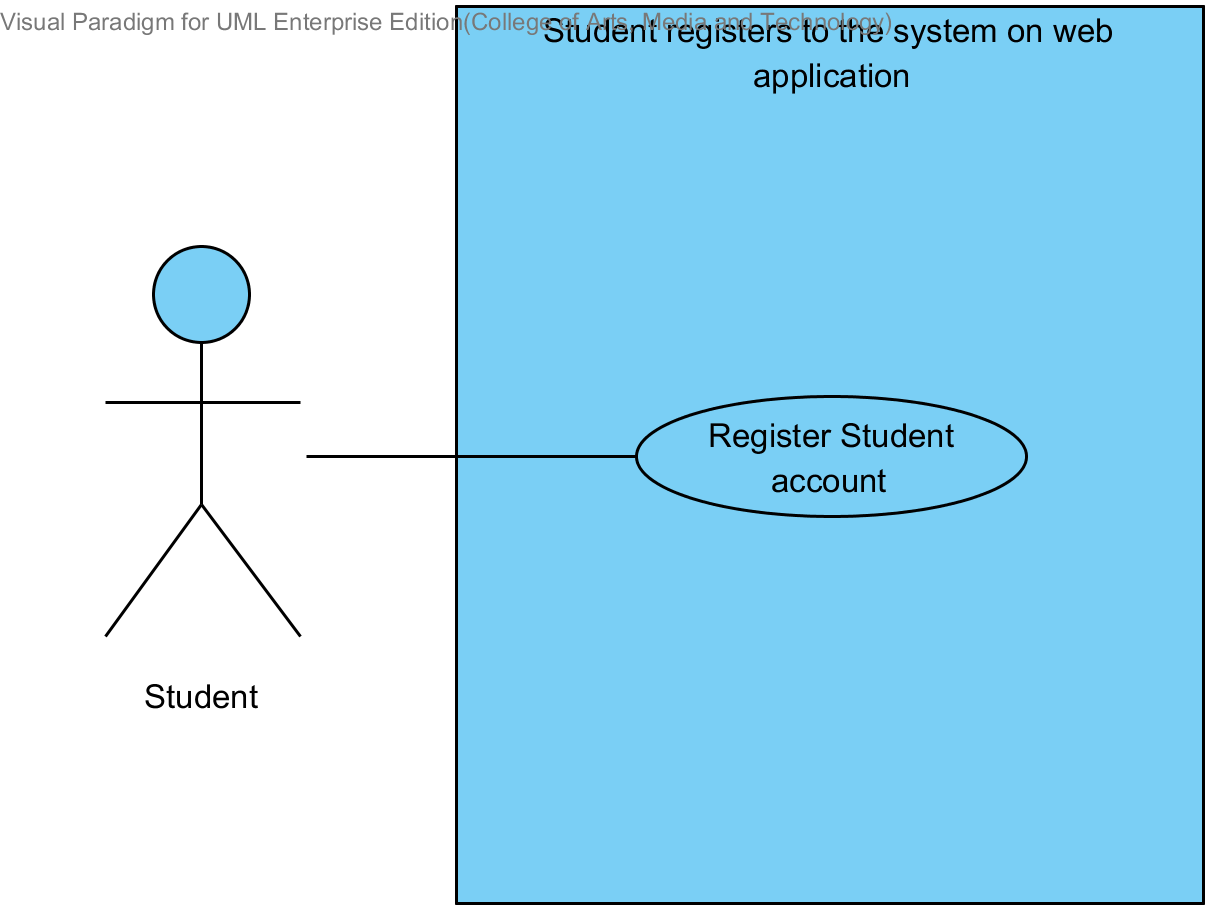 Visual Paradigm for UML Enterprise Edition(College of Arts, Media and Technology)
Student registers to the system on web
application
Register Student
account
Student